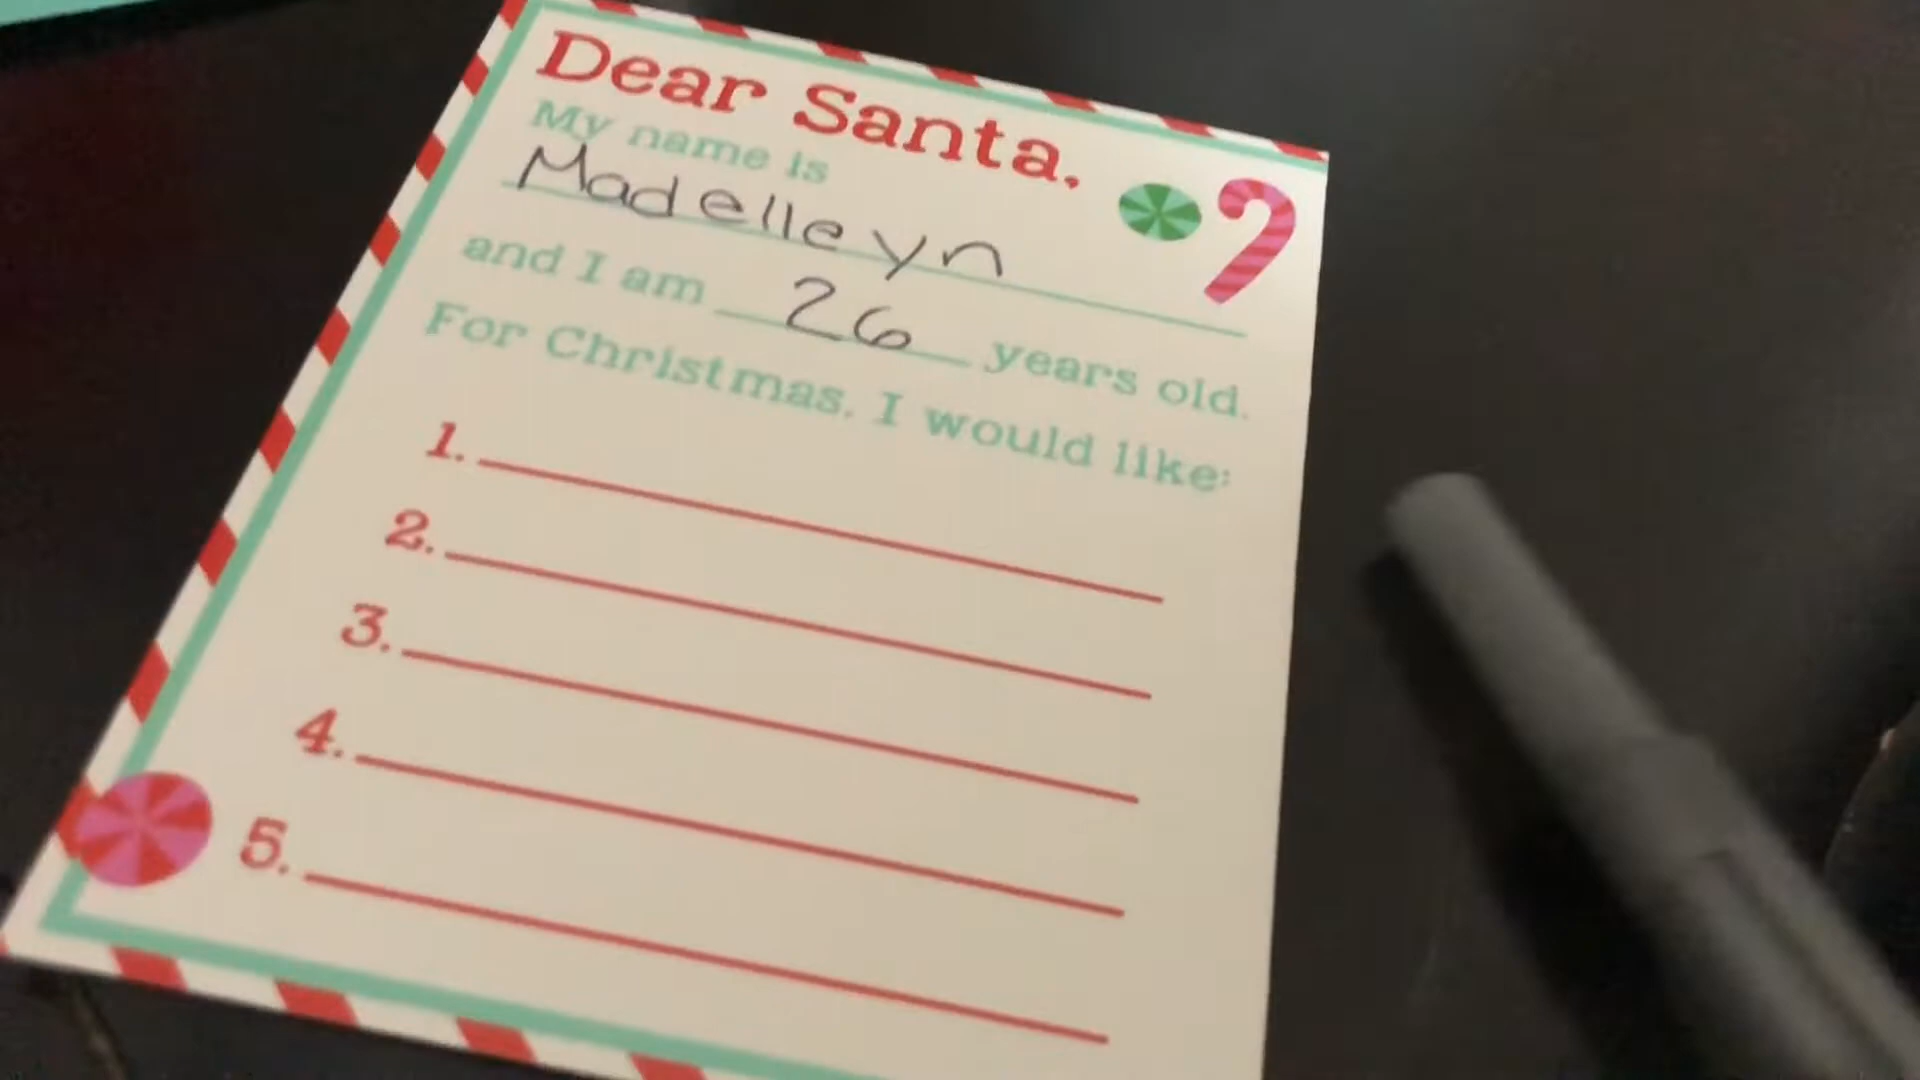 Dear Santa,
My name is
Madelleyn
and I am 26 years old.
For Christmas, I would like:
1.
2.
3.
4.
5.